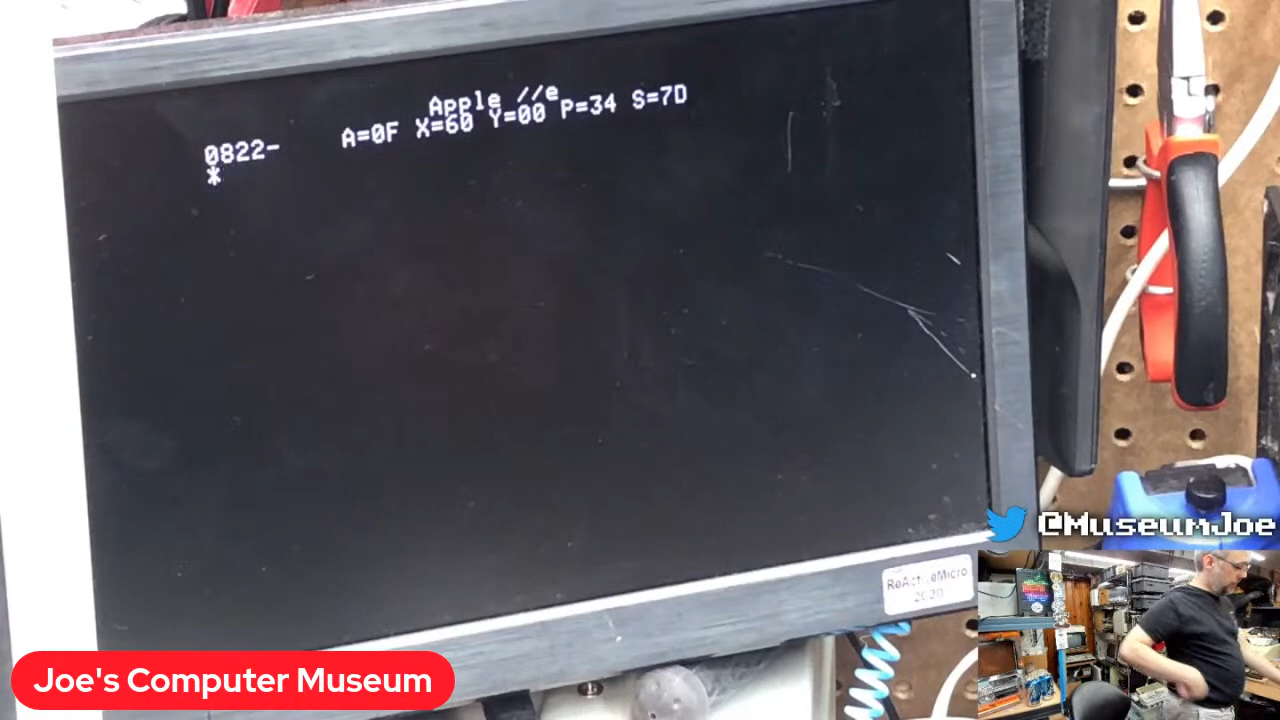 Apple //e
0822-    A=0F X=60 Y=00 P=34 S=7D
*
@MuseumJoe
ReActiveMicro
2020
Joe's Computer Museum